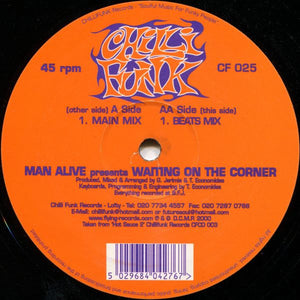 CHILLIFUNK Records - "Soulful Music For Funky People"
CHILLI
FUNK
45 rpm
CF 025
(other side) A Side
1. MAIN MIX
AA Side (this side)
1. BEATS MIX
MAN ALIVE presents WAITING ON THE CORNER
Produced, Mixed & Arranged by G. Jerimie & T. Economides
Keyboards, Programming & Engineering by T. Economides
Everything recorded at S.F.J.
Chilli Funk Records - Lofty - Tel: 020 7734 4557 Fax: 020 7287 0766
E-Mail: chillifunk@hotmail.com or futuresoul@hotmail.com
www.flying-records.com ℗ & © D.C.M.R 2000
Taken from 'Hot Sauce 2' Chillifunk Records CFCD 003
5 029684 042767